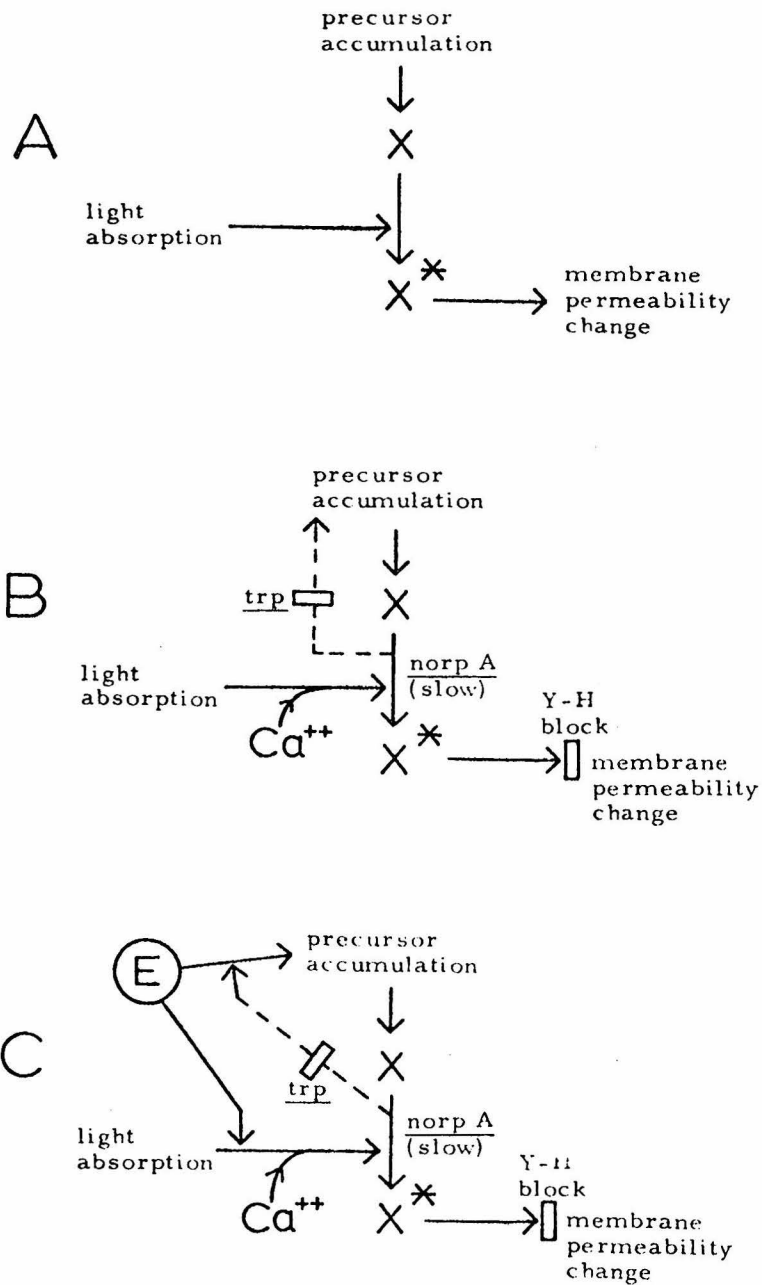 precursor
accumulation
A
X
light
absorption
X*
membrane
permeability
change
precursor
accumulation
B
trp
X
norp A
(slow)
light
absorption
Ca++
Y-H
block
X*
membrane
permeability
change
E
precursor
accumulation
C
X
trp
norp A
(slow)
light
absorption
Ca++
Y-H
block
X*
membrane
permeability
change